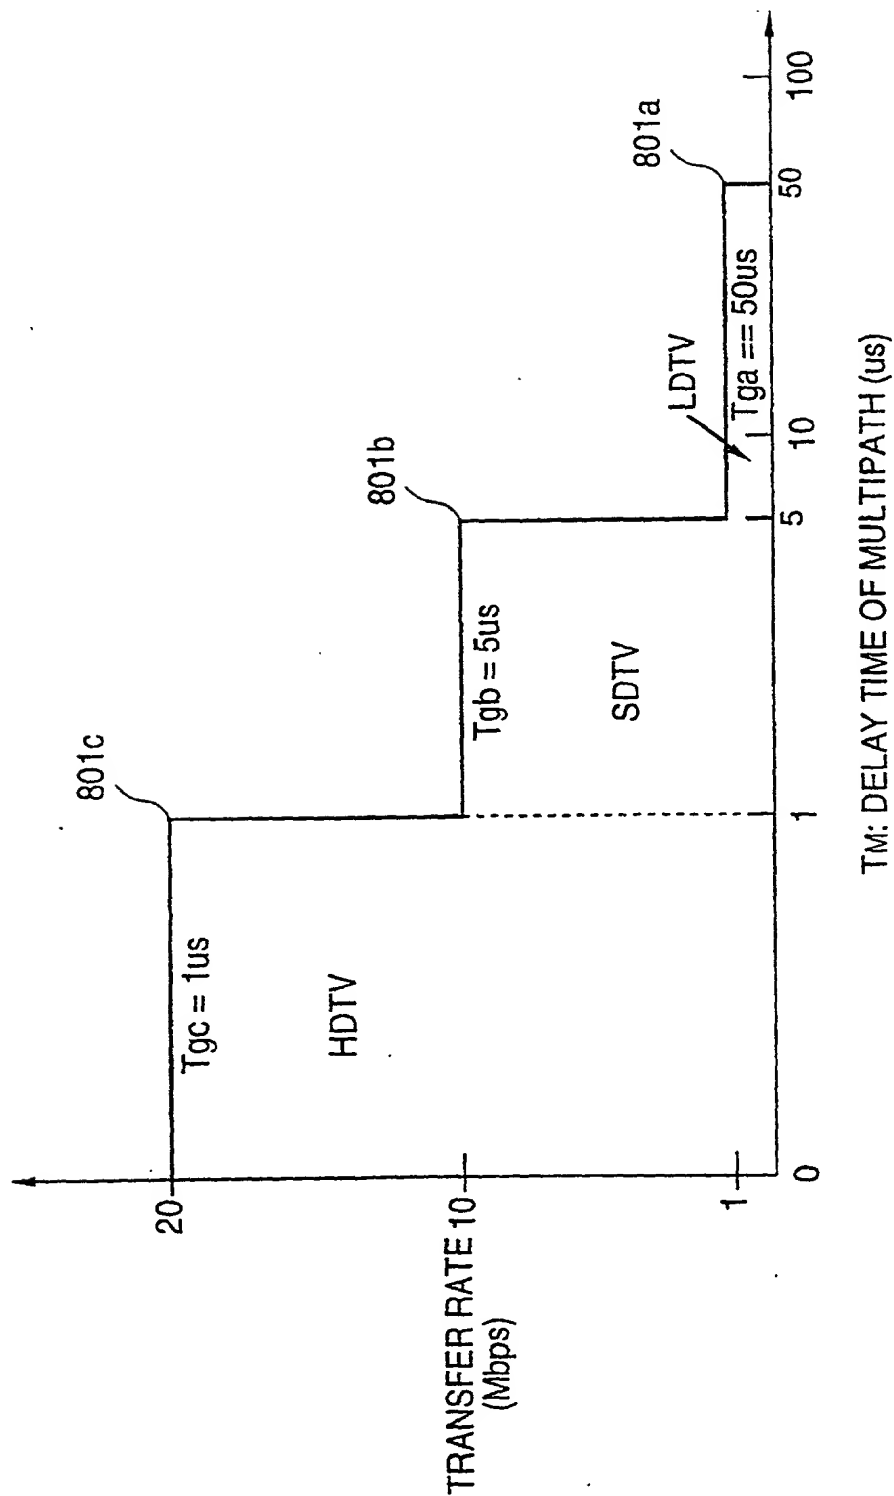 801c
20
Tgc = 1us
HDTV
801b
TRANSFER RATE
(Mbps)
10
Tgb = 5us
SDTV
801a
LDTV
Tga == 50us
1
0
1
5
10
50
100
TM: DELAY TIME OF MULTIPATH (us)